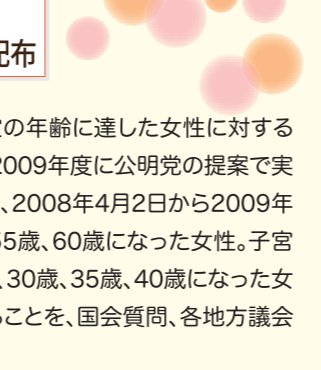 配布
の年齢に達した女性に対する
2009年度に公明党の提案で実
、2008年4月2日から2009年
55歳、60歳になった女性。子宮
、30歳、35歳、40歳になった女
ことを、国会質問、各地方議会